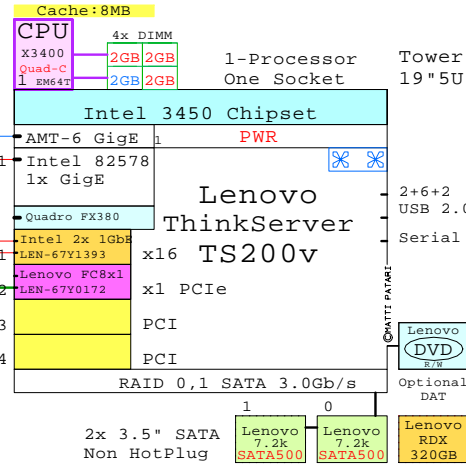 Cache:8MB
CPU
X3400
Quad-C
1 EM64T
4x DIMM
2GB 2GB
2GB 2GB
1-Processor
One Socket
Tower
19"5U
Intel 3450 Chipset
AMT-6 GigE 1
PWR
1 Intel 82578
1x GigE
Lenovo
ThinkServer
TS200v
2+6+2
USB 2.0
Serial
Quadro FX380
Intel 2x 1GbE
1 LEN-67Y1393
x16
Lenovo FC8x1
2 LEN-67Y0172
x1 PCIe
3 PCI
4 PCI
©MATTI PATARI
Lenovo
DVD
R/W
RAID 0,1 SATA 3.0Gb/s
Optional
DAT
1 0
2x 3.5" SATA
Non HotPlug
Lenovo
7.2k
SATA500
Lenovo
7.2k
SATA500
Lenovo
RDX
320GB